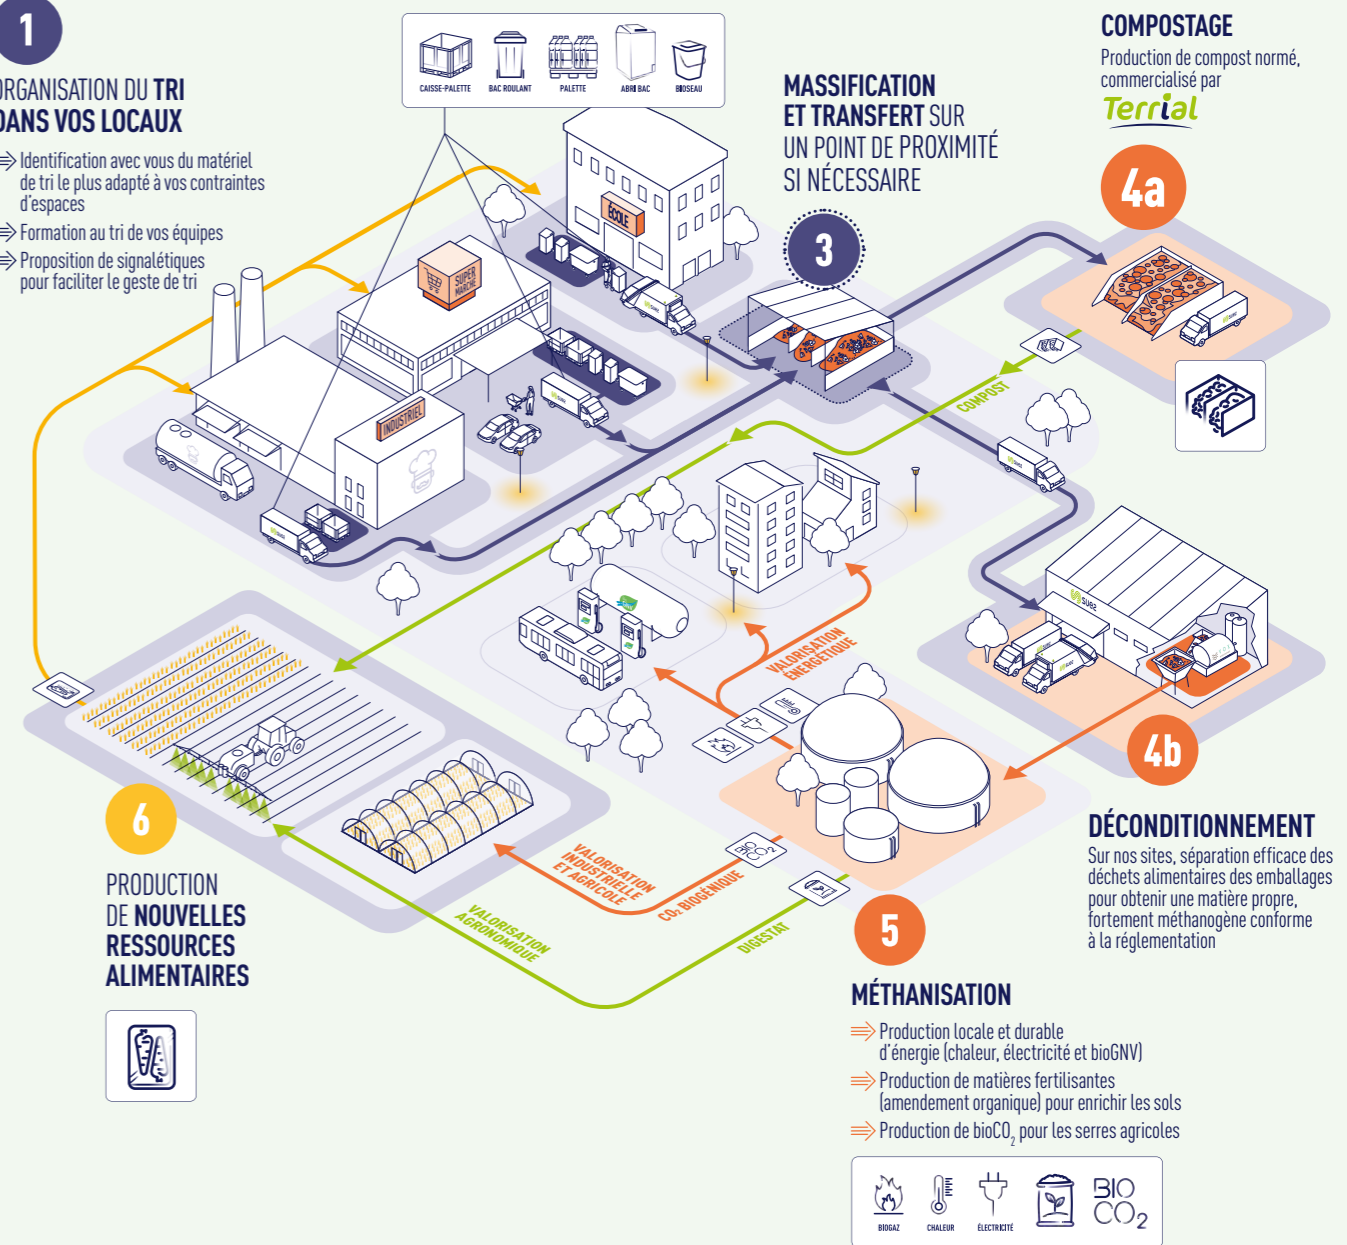 1
ORGANISATION DU TRI
DANS VOS LOCAUX
Identification avec vous du matériel
de tri le plus adapté à vos contraintes
d'espaces
Formation au tri de vos équipes
Proposition de signalétiques
pour faciliter le geste de tri
CAISSE-PALETTE
BAC ROULANT
PALETTE
ABRI BAC
BIOSEAU
MASSIFICATION
ET TRANSFERT SUR
UN POINT DE PROXIMITÉ
SI NÉCESSAIRE
3
COMPOSTAGE
Production de compost normé,
commercialisé par
Terrial
4a
ÉCOLE
SUPER
MARCHÉ
INDUSTRIEL
suez
suez
suez
suez
suez
COMPOST
suez
4b
DÉCONDITIONNEMENT
Sur nos sites, séparation efficace des
déchets alimentaires des emballages
pour obtenir une matière propre,
fortement méthanogène conforme
à la réglementation
VALORISATION
ÉNERGÉTIQUE
6
PRODUCTION
DE NOUVELLES
RESSOURCES
ALIMENTAIRES
VALORISATION
INDUSTRIELLE
ET AGRICOLE
CO2 BIOGÉNIQUE
BIO
CO2
VALORISATION
AGRONOMIQUE
DIGESTAT
5
MÉTHANISATION
Production locale et durable
d'énergie (chaleur, électricité et bioGNV)
Production de matières fertilisantes
(amendement organique) pour enrichir les sols
Production de bioCO2 pour les serres agricoles
BIOGAZ
CHALEUR
ÉLECTRICITÉ
BIO
CO2